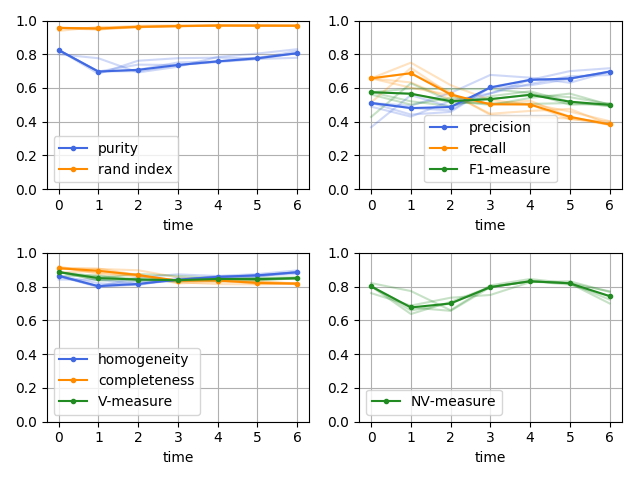 1.0
0.8
0.6
0.4
0.2
0.0
purity
rand index
0 1 2 3 4 5 6
time
1.0
0.8
0.6
0.4
0.2
0.0
precision
recall
F1-measure
0 1 2 3 4 5 6
time
1.0
0.8
0.6
0.4
0.2
0.0
homogeneity
completeness
V-measure
0 1 2 3 4 5 6
time
1.0
0.8
0.6
0.4
0.2
0.0
NV-measure
0 1 2 3 4 5 6
time